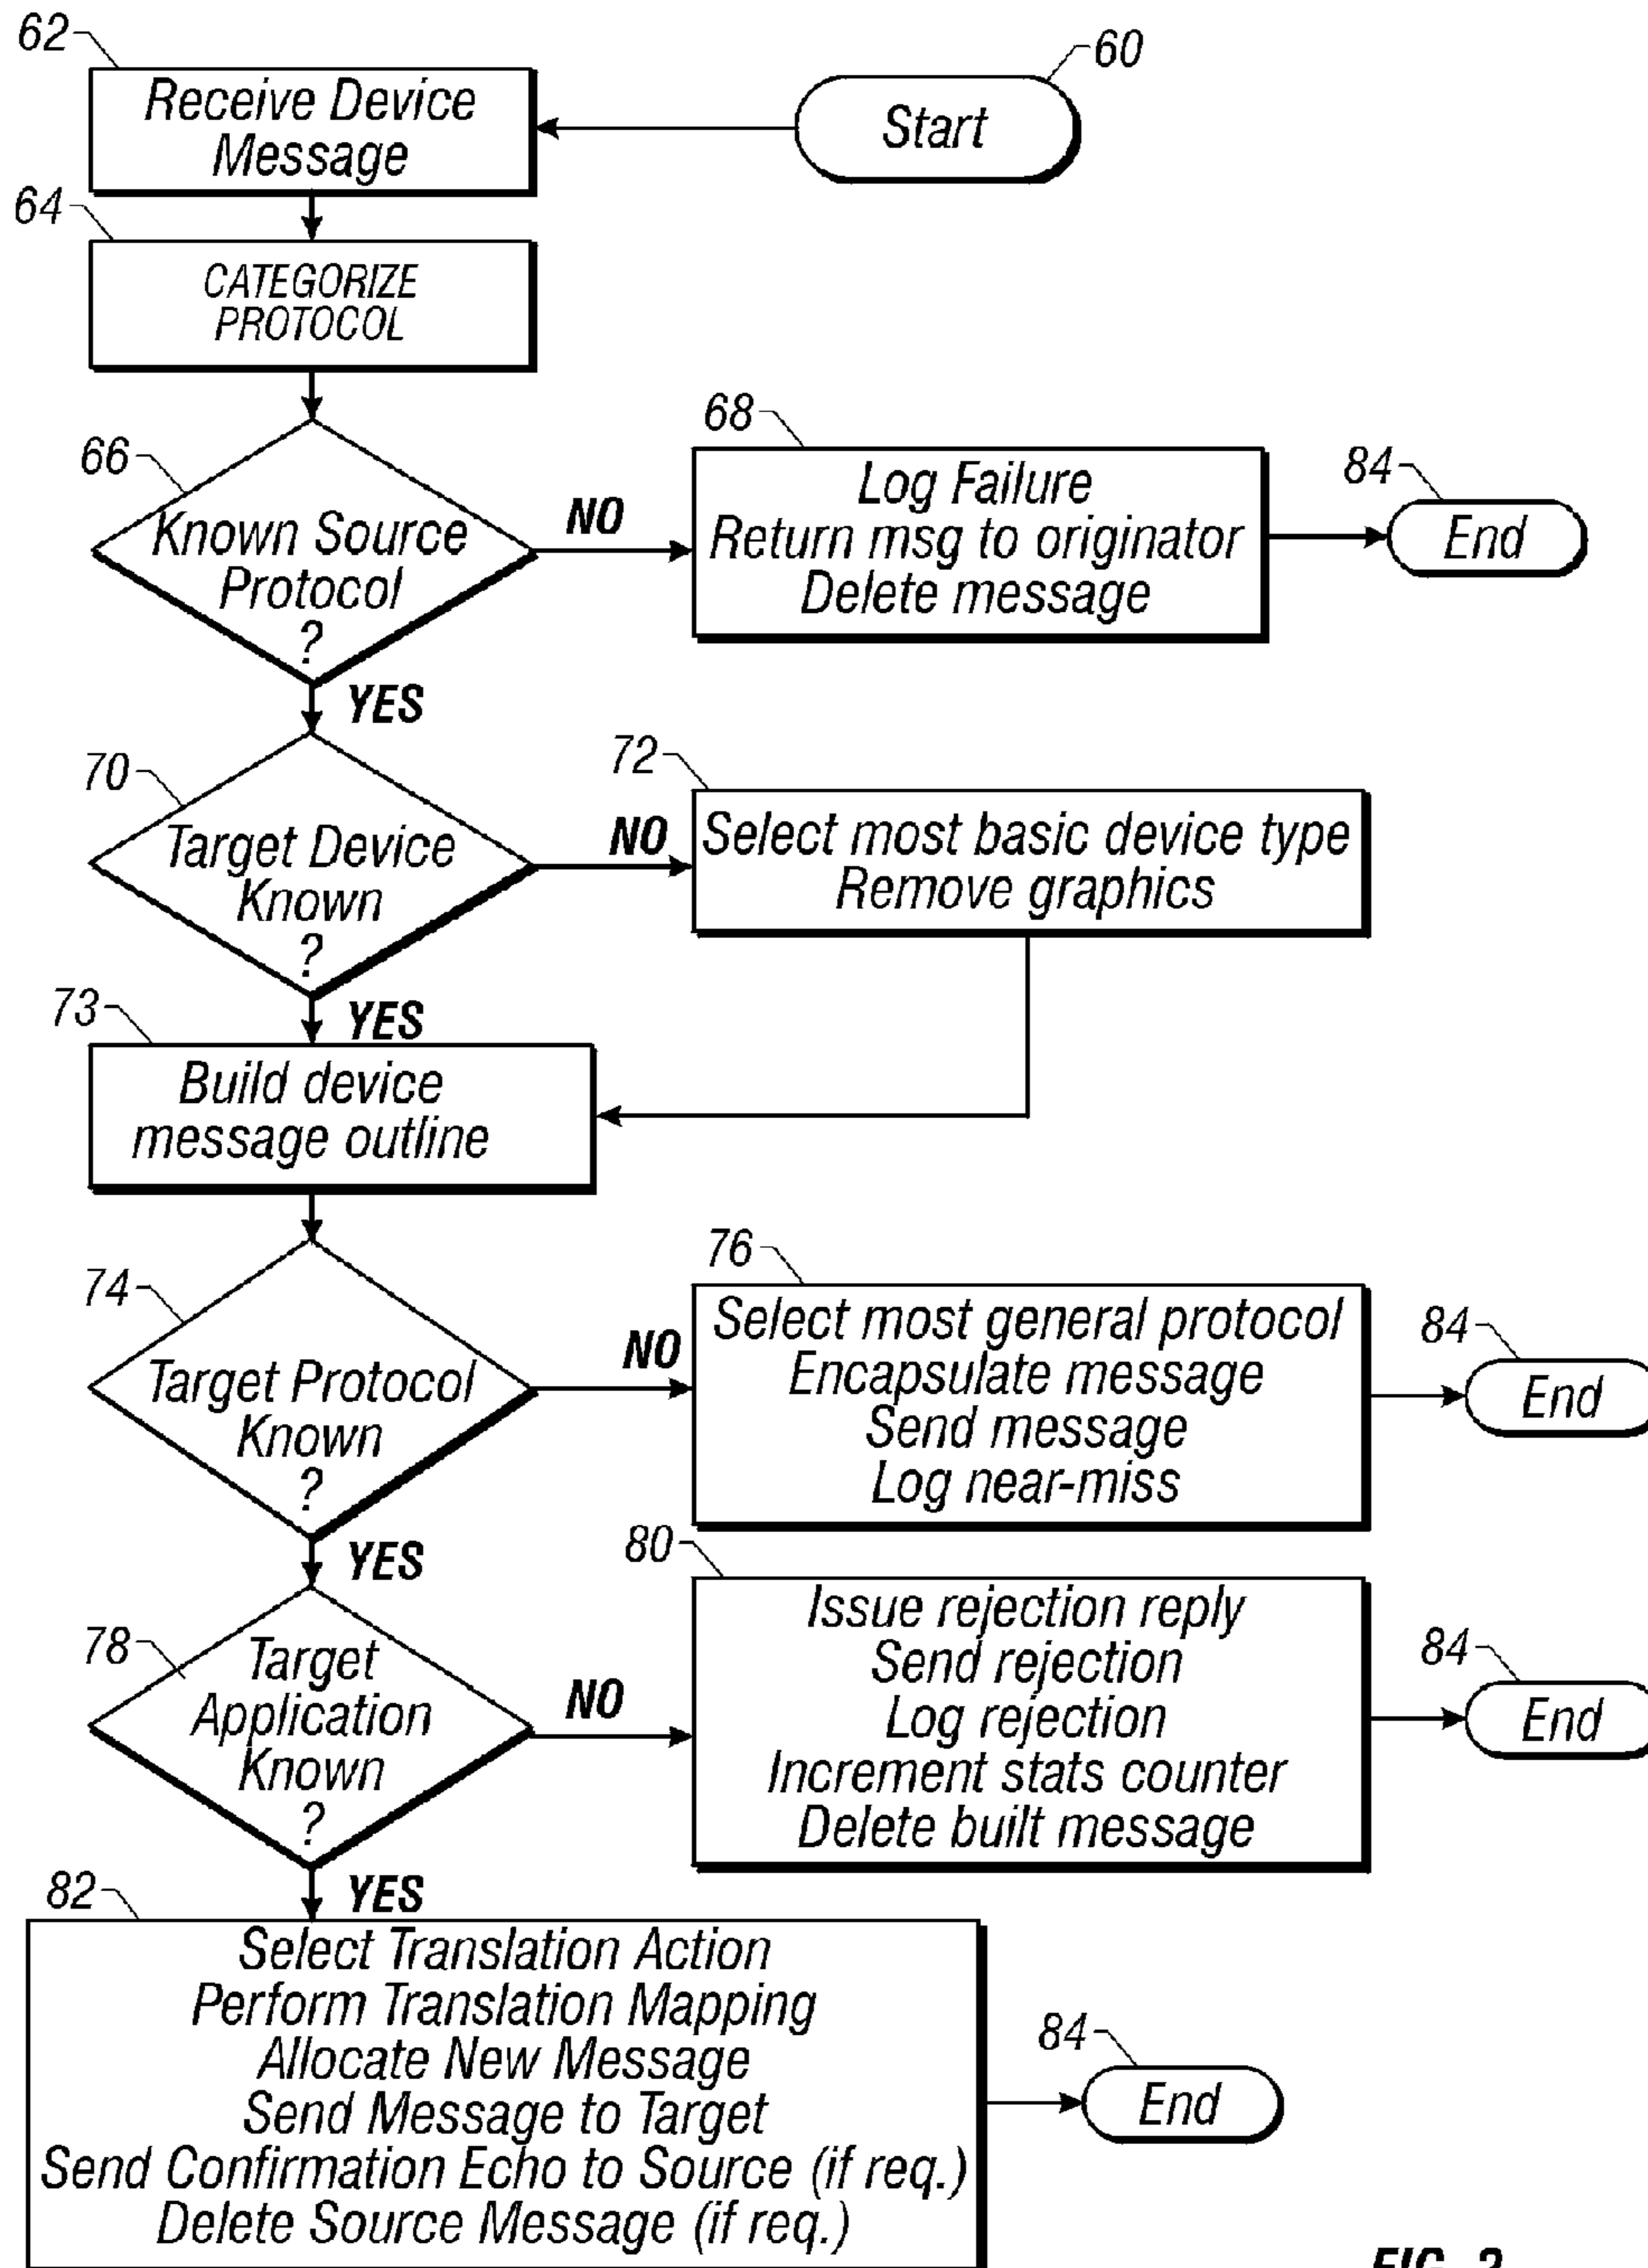 62
Receive Device
Message
60
Start
64
CATEGORIZE
PROTOCOL
66
Known Source
Protocol
?
NO
68
Log Failure
Return msg to originator
Delete message
84
End
YES
70
Target Device
Known
?
NO
72
Select most basic device type
Remove graphics
YES
73
Build device
message outline
74
Target Protocol
Known
?
NO
76
Select most general protocol
Encapsulate message
Send message
Log near-miss
84
End
YES
78
Target
Application
Known
?
NO
80
Issue rejection reply
Send rejection
Log rejection
Increment stats counter
Delete built message
84
End
YES
82
Select Translation Action
Perform Translation Mapping
Allocate New Message
Send Message to Target
Send Confirmation Echo to Source (if req.)
Delete Source Message (if req.)
84
End